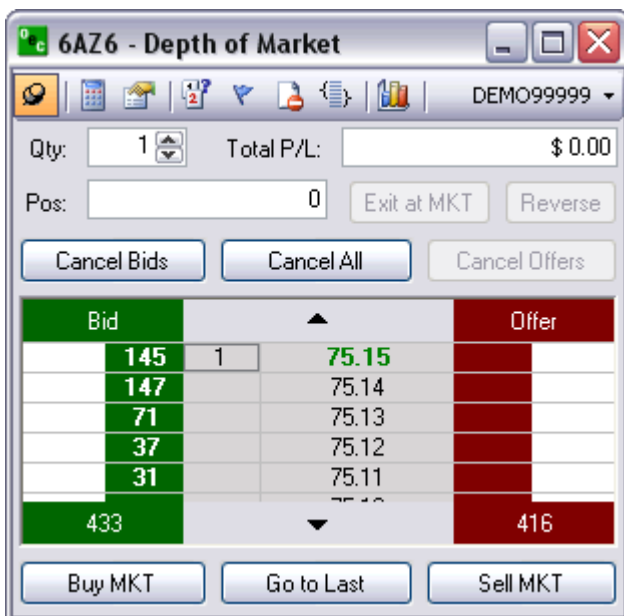 Oec 6AZ6 - Depth of Market
DEMO99999
Qty: 1 Total P/L: $ 0.00
Pos: 0 Exit at MKT Reverse
Cancel Bids Cancel All Cancel Offers
Bid Offer
145 1 75.15
147 75.14
71 75.13
37 75.12
31 75.11
433 416
Buy MKT Go to Last Sell MKT